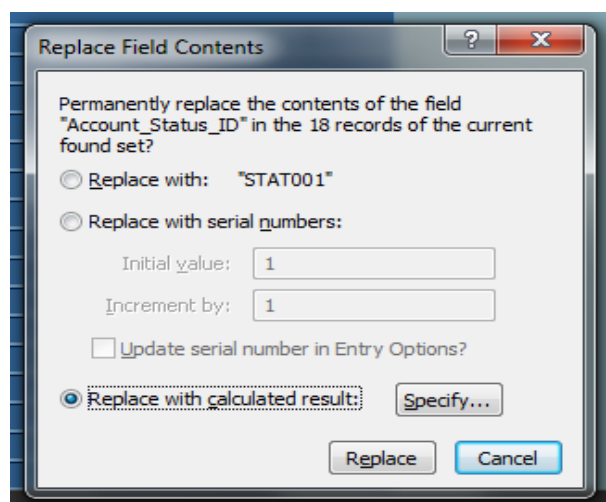 Replace Field Contents
?
X
Permanently replace the contents of the field
"Account_Status_ID" in the 18 records of the current
found set?
Replace with: "STAT001"
Replace with serial numbers:
Initial value: 1
Increment by: 1
Update serial number in Entry Options?
Replace with calculated result: Specify...
Replace Cancel